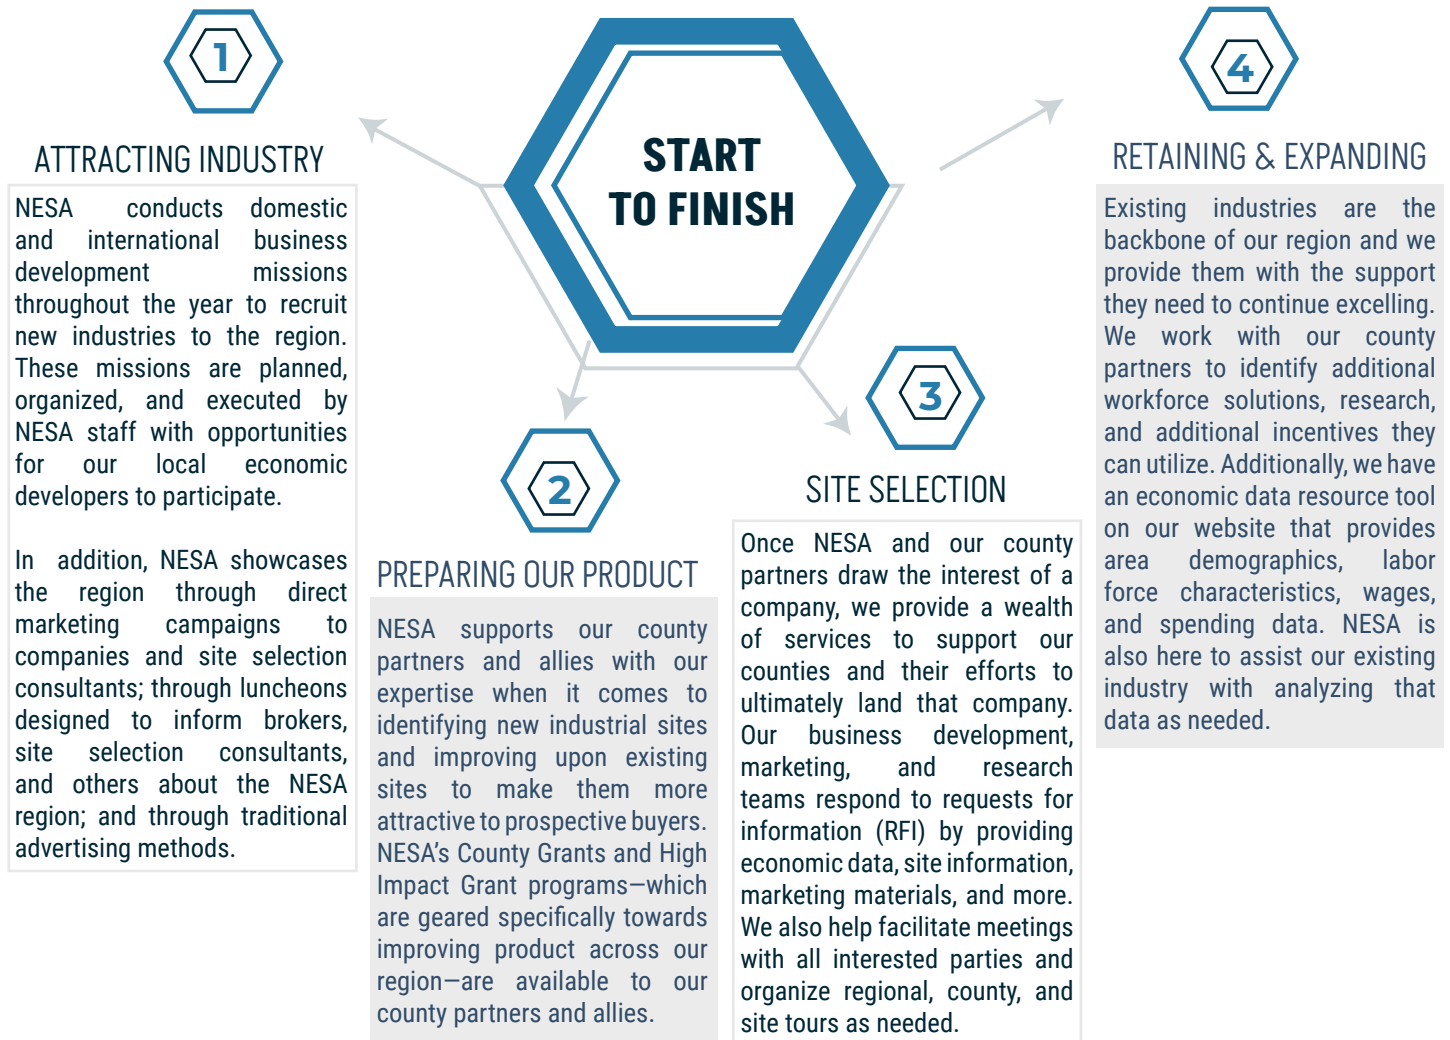 START
TO FINISH
1
ATTRACTING INDUSTRY
NESA conducts domestic
and international business
development missions
throughout the year to recruit
new industries to the region.
These missions are planned,
organized, and executed by
NESA staff with opportunities
for our local economic
developers to participate.
In addition, NESA showcases
the region through direct
marketing campaigns to
companies and site selection
consultants; through luncheons
designed to inform brokers,
site selection consultants,
and others about the NESA
region; and through traditional
advertising methods.
2
PREPARING OUR PRODUCT
NESA supports our county
partners and allies with our
expertise when it comes to
identifying new industrial sites
and improving upon existing
sites to make them more
attractive to prospective buyers.
NESA’s County Grants and High
Impact Grant programs—which
are geared specifically towards
improving product across our
region—are available to our
county partners and allies.
3
SITE SELECTION
Once NESA and our county
partners draw the interest of a
company, we provide a wealth
of services to support our
counties and their efforts to
ultimately land that company.
Our business development,
marketing, and research
teams respond to requests for
information (RFI) by providing
economic data, site information,
marketing materials, and more.
We also help facilitate meetings
with all interested parties and
organize regional, county, and
site tours as needed.
4
RETAINING & EXPANDING
Existing industries are the
backbone of our region and we
provide them with the support
they need to continue excelling.
We work with our county
partners to identify additional
workforce solutions, research,
and additional incentives they
can utilize. Additionally, we have
an economic data resource tool
on our website that provides
area demographics, labor
force characteristics, wages,
and spending data. NESA is
also here to assist our existing
industry with analyzing that
data as needed.